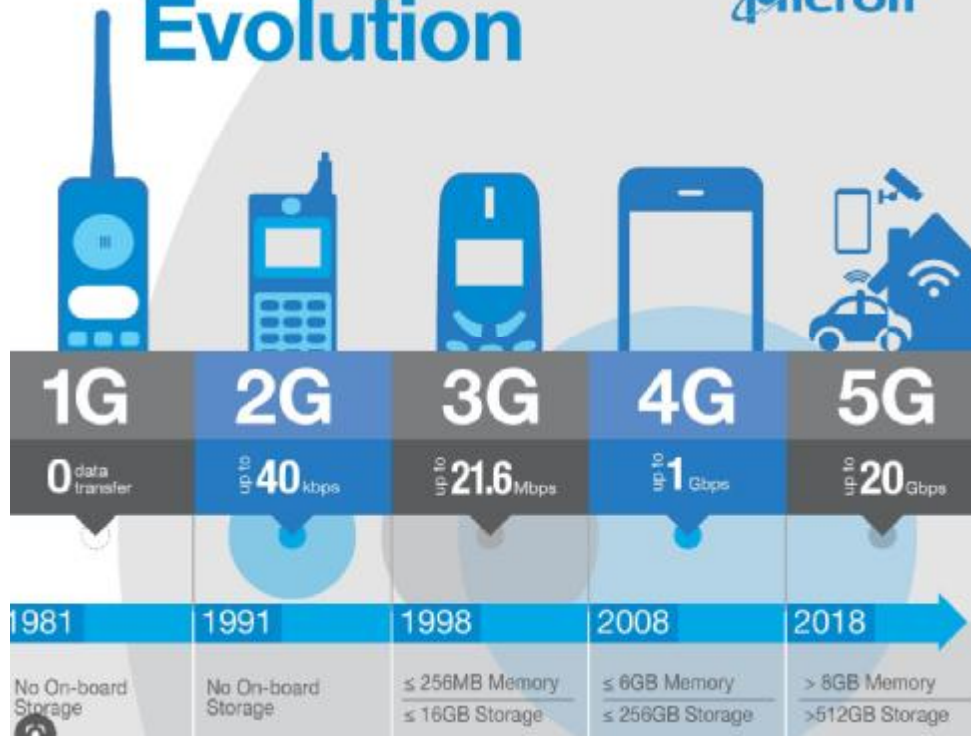 Evolution
Micron
1G
2G
3G
4G
5G
0 data transfer
up to 40 kbps
up to 21.6 Mbps
up to 1 Gbps
up to 20 Gbps
1981
1991
1998
2008
2018
No On-board
Storage
No On-board
Storage
≤ 256MB Memory
≤ 16GB Storage
≤ 6GB Memory
≤ 256GB Storage
> 8GB Memory
>512GB Storage